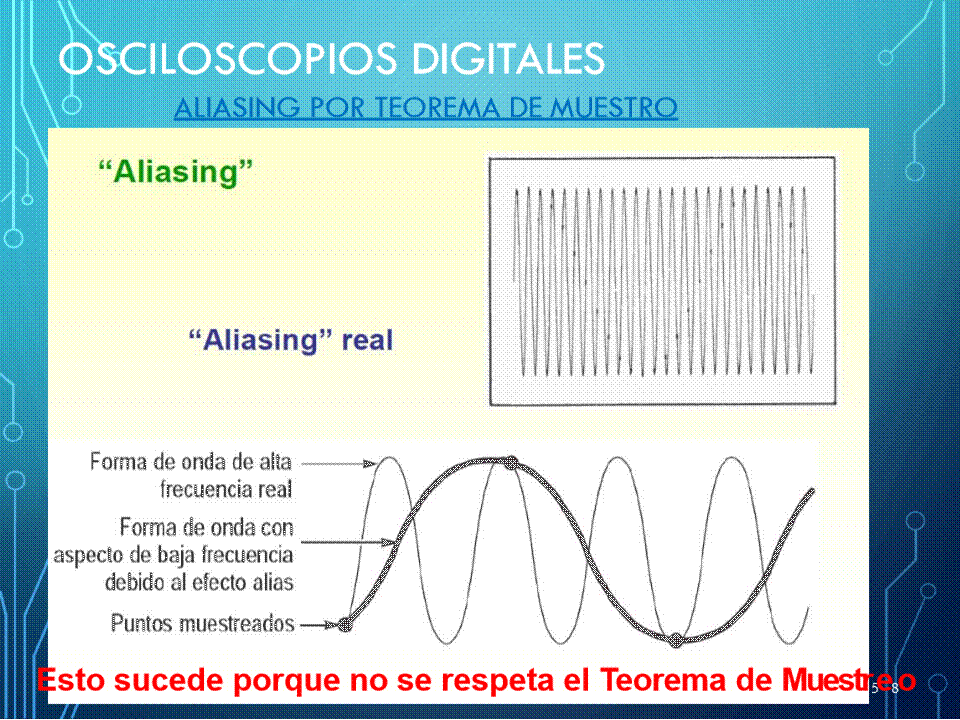 OSCILOSCOPIOS DIGITALES
ALIASING POR TEOREMA DE MUESTRO
“Aliasing”
“Aliasing” real
Forma de onda de alta
frecuencia real
Forma de onda con
aspecto de baja frecuencia
debido al efecto alias
Puntos muestreados
Esto sucede porque no se respeta el Teorema de Muestreo
5 - 8